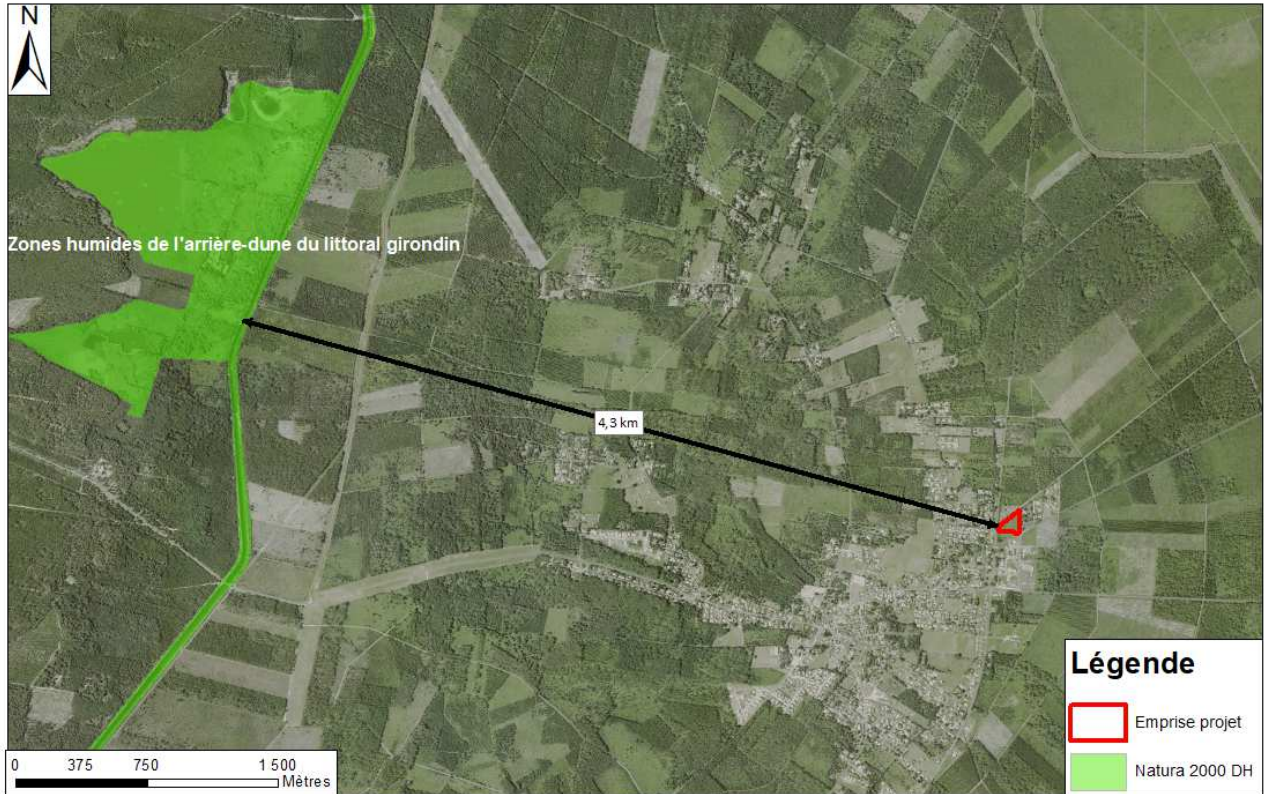 N
Zones humides de l'arrière-dune du littoral girondin
4,3 km
Légende
Emprise projet
Natura 2000 DH
0 375 750 1 500
Mètres